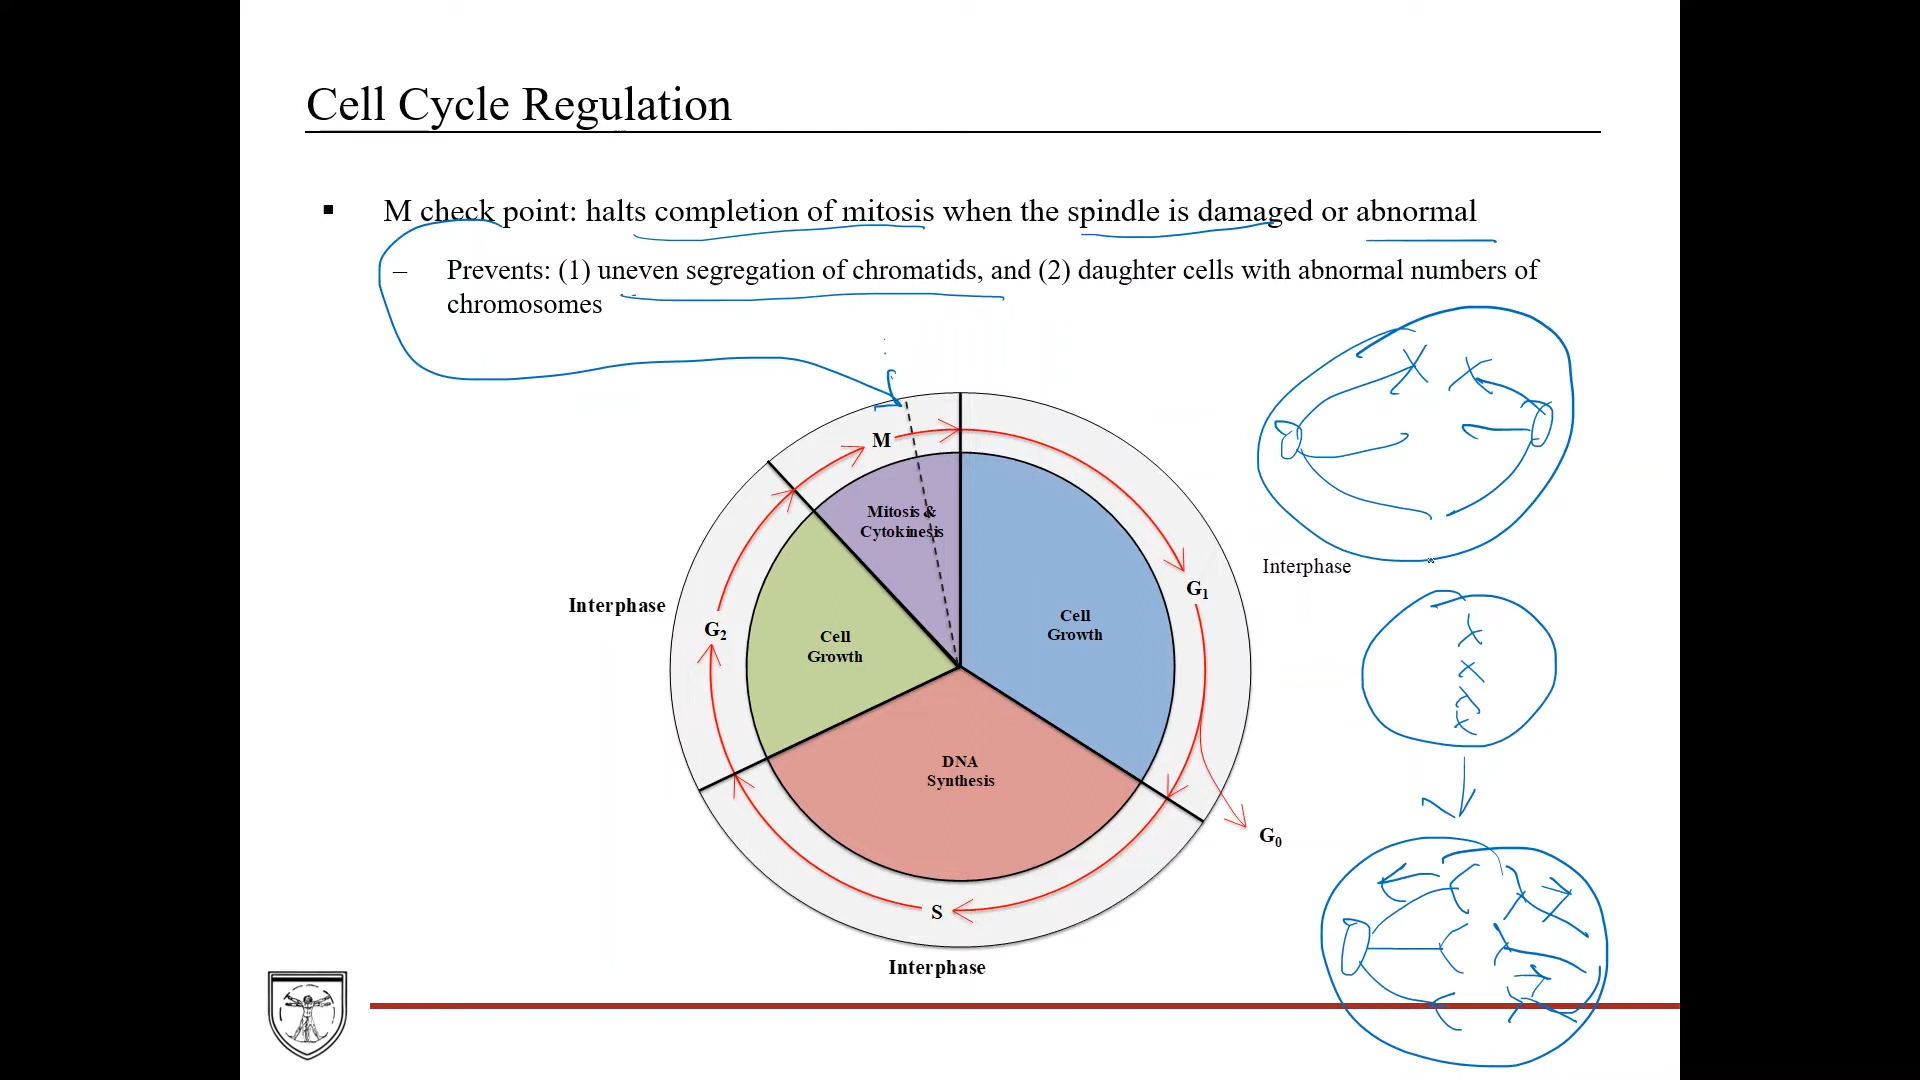 Cell Cycle Regulation
▪ M check point: halts completion of mitosis when the spindle is damaged or abnormal
– Prevents: (1) uneven segregation of chromatids, and (2) daughter cells with abnormal numbers of
chromosomes
M
Mitosis &
Cytokinesis
Interphase
G₁
Interphase
G₂
Cell
Growth
Cell
Growth
DNA
Synthesis
G₀
S
Interphase